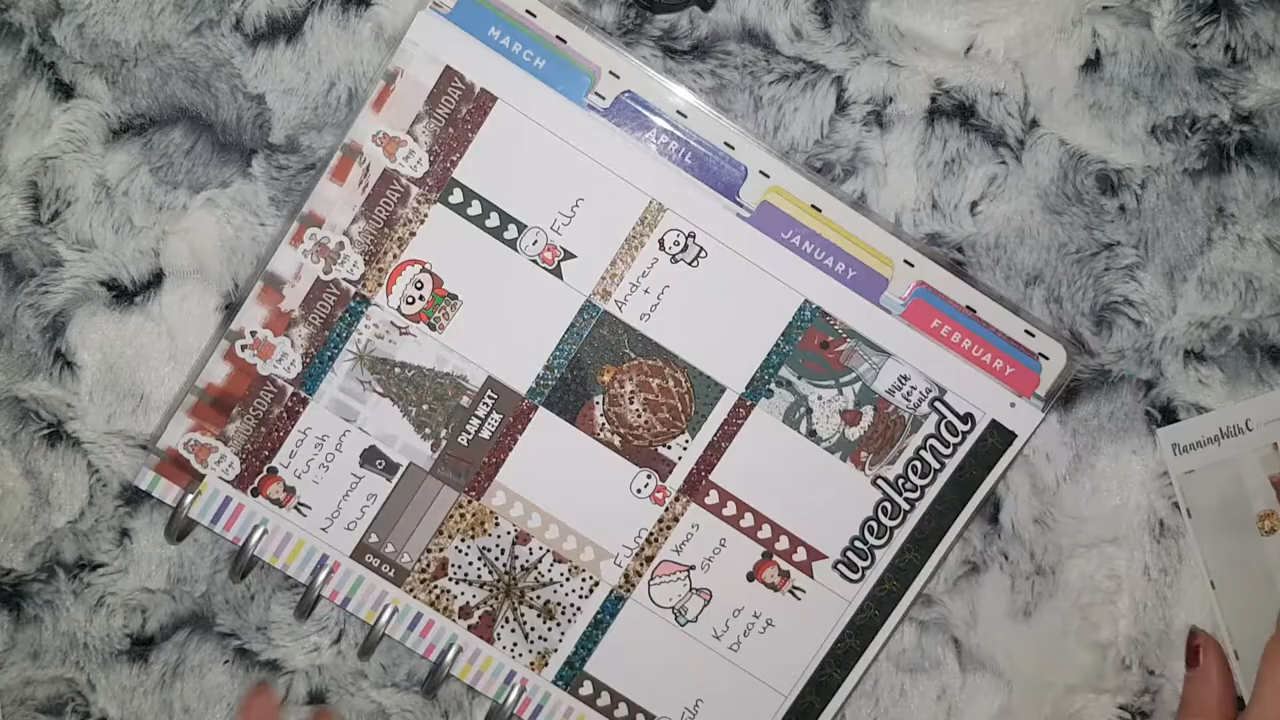 MARCH
APRIL
JANUARY
FEBRUARY
SUNDAY
SATURDAY
FRIDAY
THURSDAY
Film
Andrew
+
Sam
Milk
for
Santa
PLAN NEXT
WEEK
Leah
Finish
1:30pm
Normal
bins
TO DO
Film
Xmas
Shop
Kira
break
up
Film
weekend
PlanningWithC